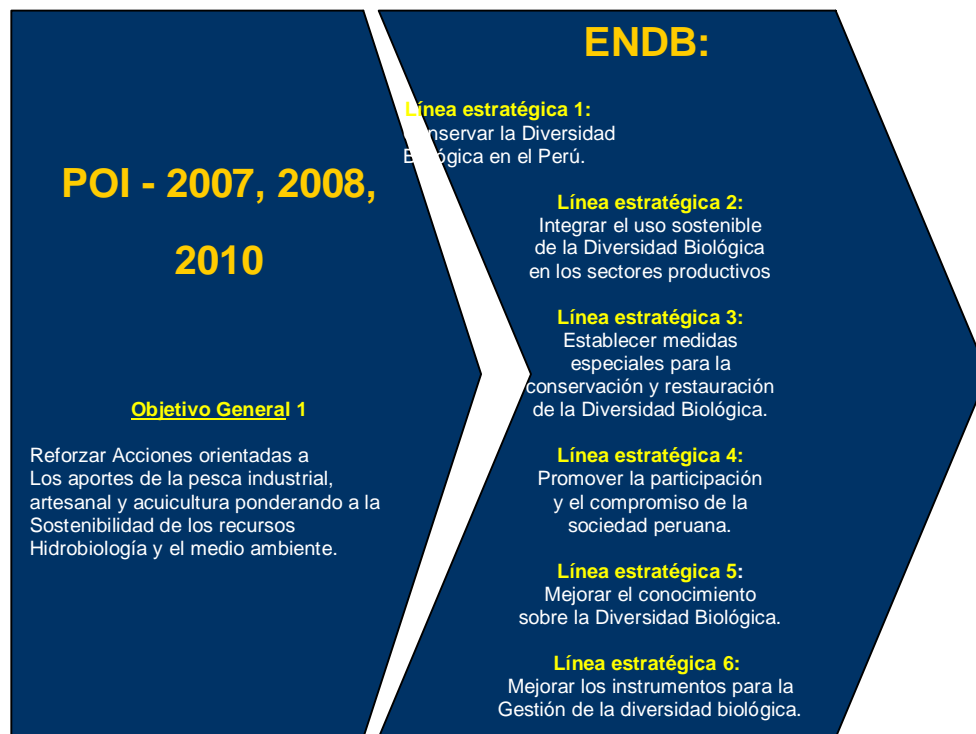 POI - 2007, 2008,
2010
Objetivo General 1
Reforzar Acciones orientadas a
Los aportes de la pesca industrial,
artesanal y acuicultura ponderando a la
Sostenibilidad de los recursos
Hidrobiología y el medio ambiente.
ENDB:
Línea estratégica 1:
Conservar la Diversidad
Biológica en el Perú.
Línea estratégica 2:
Integrar el uso sostenible
de la Diversidad Biológica
en los sectores productivos
Línea estratégica 3:
Establecer medidas
especiales para la
conservación y restauración
de la Diversidad Biológica.
Línea estratégica 4:
Promover la participación
y el compromiso de la
sociedad peruana.
Línea estratégica 5:
Mejorar el conocimiento
sobre la Diversidad Biológica.
Línea estratégica 6:
Mejorar los instrumentos para la
Gestión de la diversidad biológica.